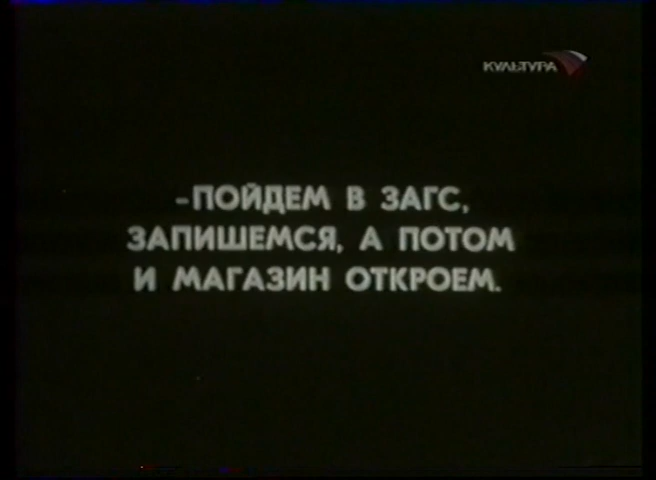 КУЛЬТУРА
-ПОЙДЕМ В ЗАГС,
ЗАПИШЕМСЯ, А ПОТОМ
И МАГАЗИН ОТКРОЕМ.